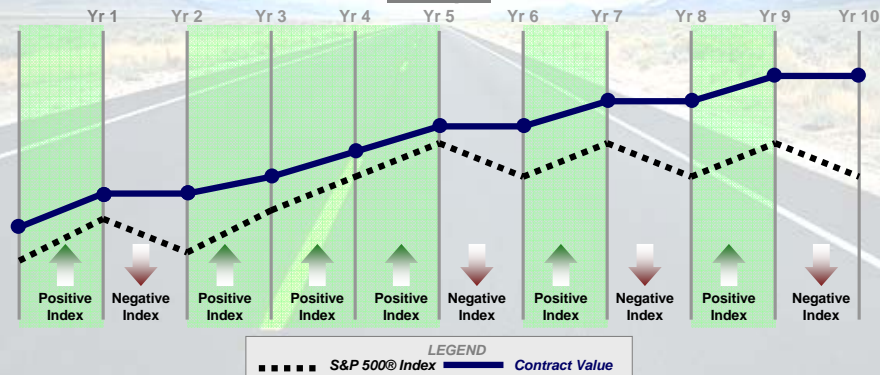 Yr 1 Yr 2 Yr 3 Yr 4 Yr 5 Yr 6 Yr 7 Yr 8 Yr 9 Yr 10
Positive Negative Positive Positive Positive Negative Positive Negative Positive Negative
Index Index Index Index Index Index Index Index Index Index
LEGEND
S&P 500® Index Contract Value